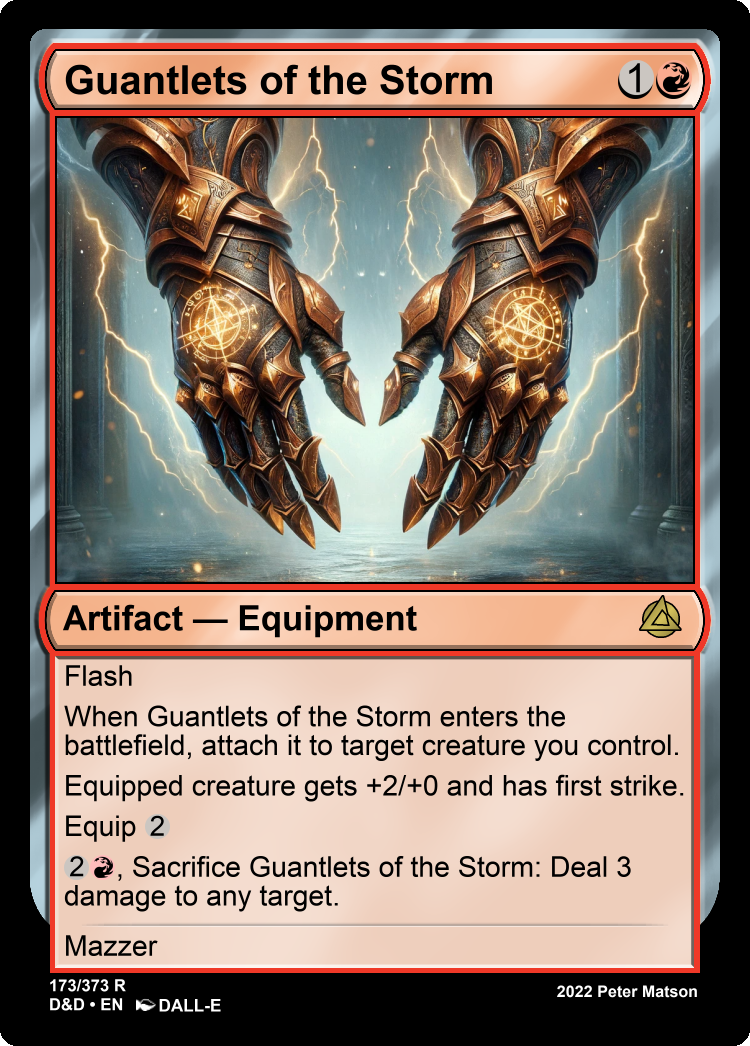 Guantlets of the Storm 1
Artifact — Equipment
Flash
When Guantlets of the Storm enters the
battlefield, attach it to target creature you control.
Equipped creature gets +2/+0 and has first strike.
Equip 2
2, Sacrifice Guantlets of the Storm: Deal 3
damage to any target.
Mazzer
173/373 R
D&D • EN DALL-E
2022 Peter Matson